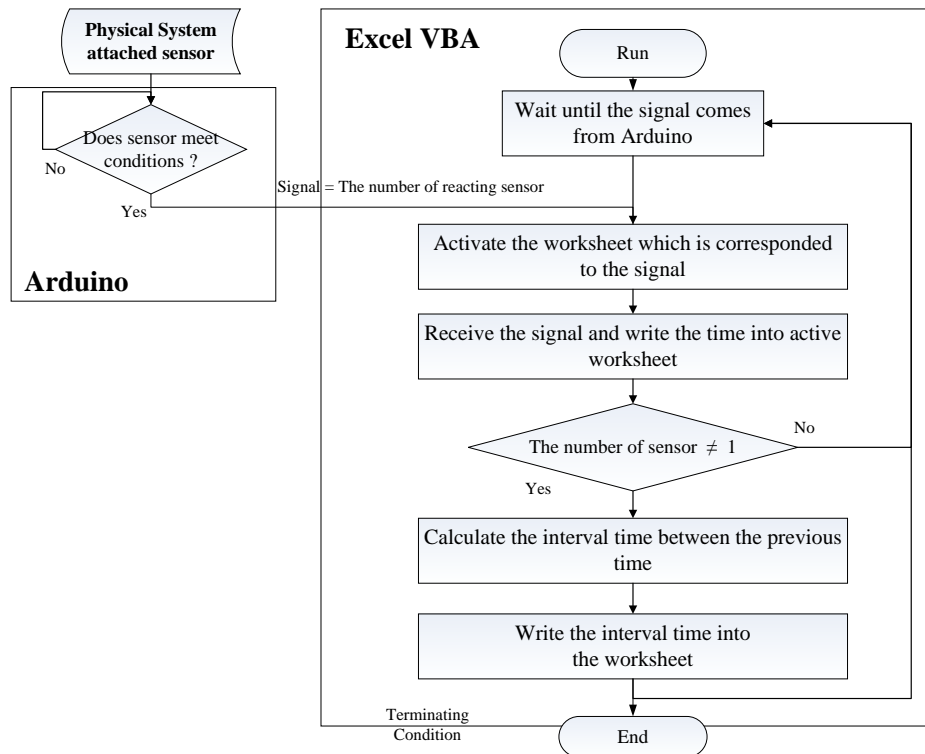 Physical System
attached sensor
Does sensor meet
conditions ?
No
Yes
Arduino
Signal = The number of reacting sensor
Excel VBA
Run
Wait until the signal comes
from Arduino
Activate the worksheet which is corresponded
to the signal
Receive the signal and write the time into active
worksheet
The number of sensor ≠ 1
No
Yes
Calculate the interval time between the previous
time
Write the interval time into
the worksheet
Terminating
Condition
End